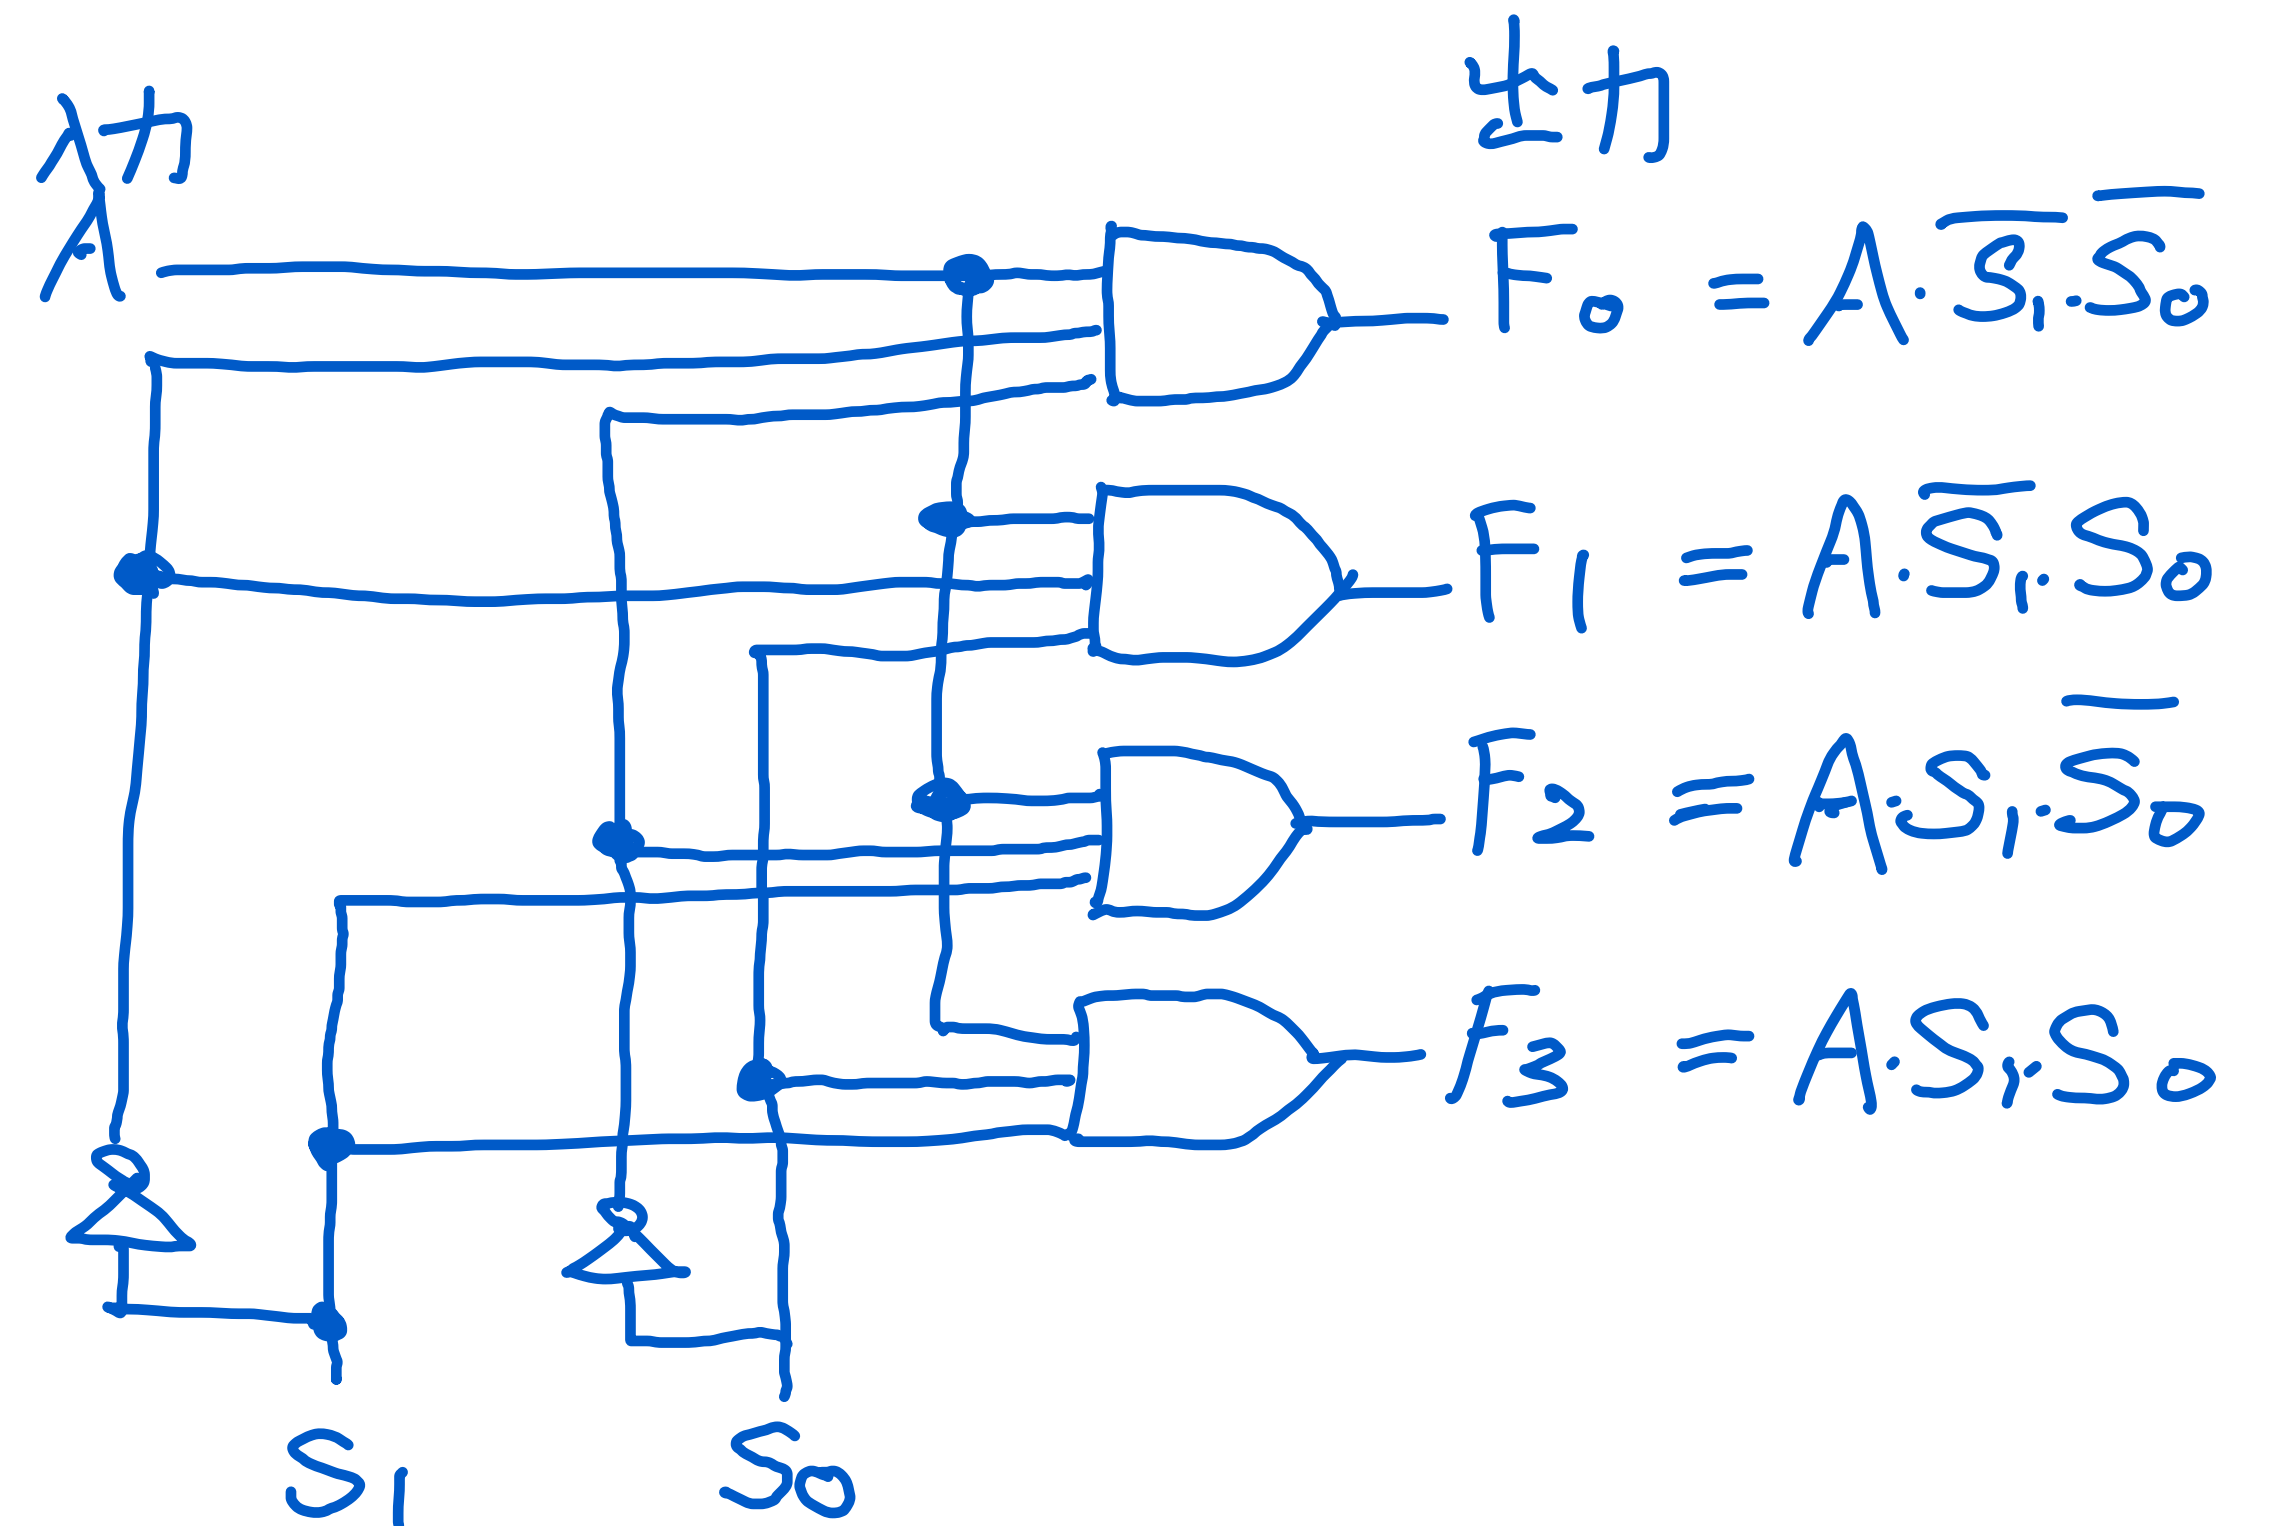 入力
出力
A
F₀ = A・S̅₁・S̅₀
F₁ = A・S̅₁・S₀
F₂ = A・S₁・S̅₀
F₃ = A・S₁・S₀
S₁ S₀